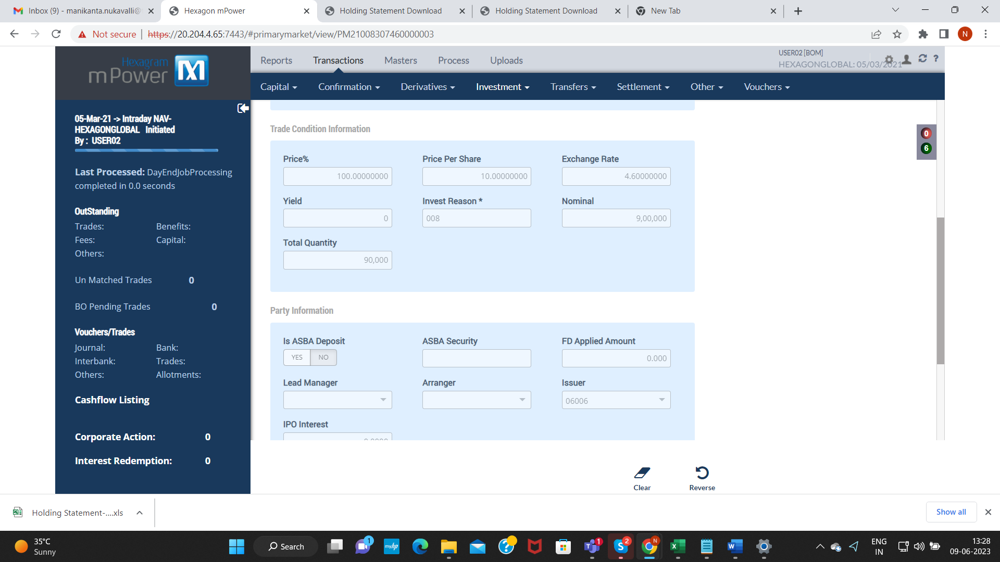 Inbox (9) - manikanta.nukavalli@
Hexagon mPower
Holding Statement Download
Holding Statement Download
New Tab
Not secure
https://20.204.4.65:7443/#primarymarket/view/PM21008307460000003
N
Hexagram
mPower
Reports Transactions Masters Process Uploads
USER02 [BOM]
HEXAGONGLOBAL: 05/03/2021
?
Capital Confirmation Derivatives Investment Transfers Settlement Other Vouchers
05-Mar-21 -> Intraday NAV-
HEXAGONGLOBAL Initiated
By : USER02
Last Processed: DayEndJobProcessing
completed in 0.0 seconds
OutStanding
Trades: Benefits:
Fees: Capital:
Others:
Un Matched Trades 0
BO Pending Trades 0
Vouchers/Trades
Journal: Bank:
Interbank: Trades:
Others: Allotments:
Cashflow Listing
Corporate Action: 0
Interest Redemption: 0
Trade Condition Information
Price% Price Per Share Exchange Rate
100.00000000 10.00000000 4.60000000
Yield Invest Reason * Nominal
0 008 9,00,000
Total Quantity
90,000
0
6
Party Information
Is ASBA Deposit ASBA Security FD Applied Amount
YES NO 0.000
Lead Manager Arranger Issuer
06006
IPO Interest
0.0000
Clear Reverse
Holding Statement-....xls
Show all
35°C
Sunny
Search
1
myhp
1
2
N
ENG
IN
13:28
09-06-2023